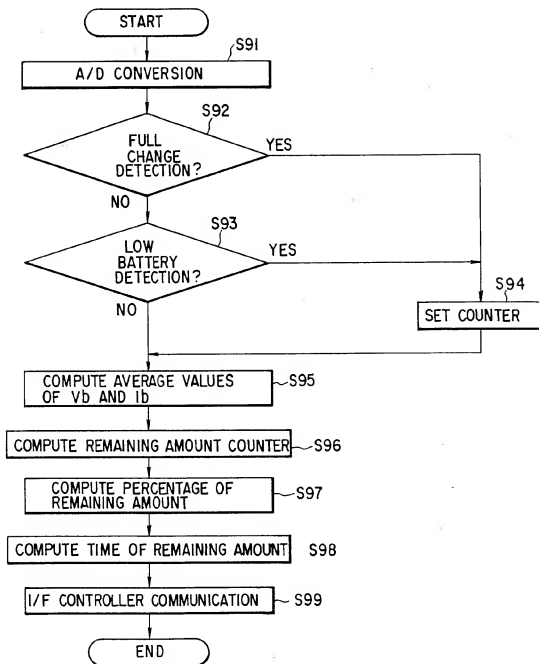 START
S91
A/D CONVERSION
S92
FULL
CHANGE
DETECTION?
YES
NO
S93
LOW
BATTERY
DETECTION?
YES
NO
S94
SET COUNTER
COMPUTE AVERAGE VALUES
OF Vb AND Ib
S95
COMPUTE REMAINING AMOUNT COUNTER
S96
COMPUTE PERCENTAGE OF
REMAINING AMOUNT
S97
COMPUTE TIME OF REMAINING AMOUNT
S98
I/F CONTROLLER COMMUNICATION
S99
END